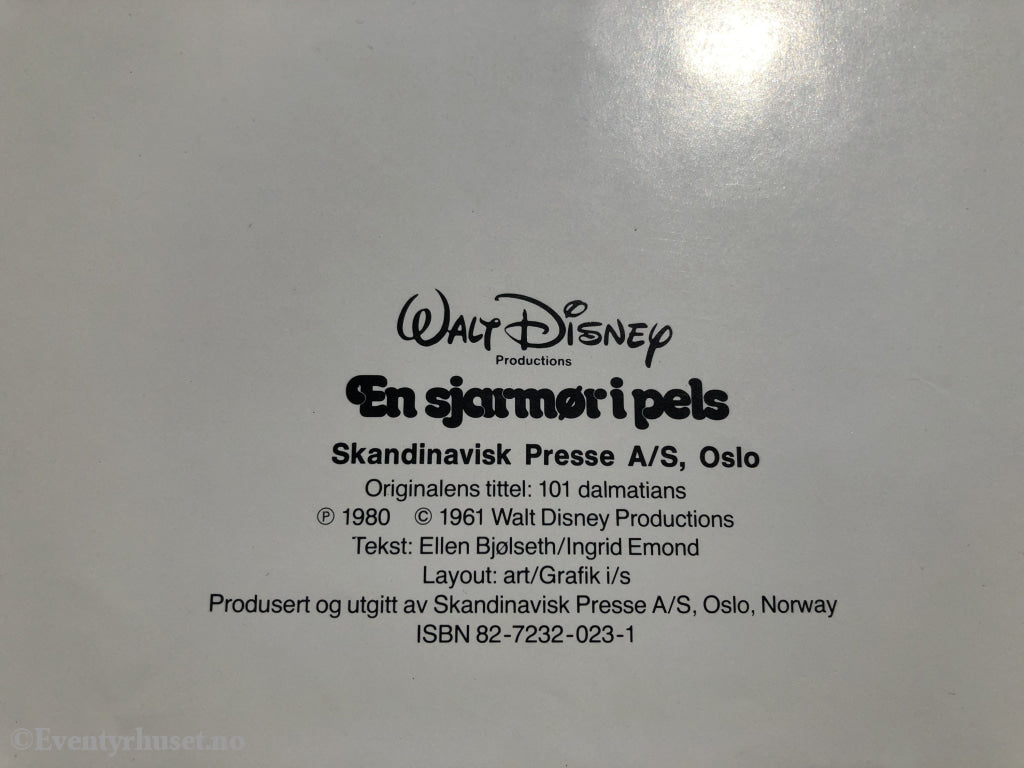 WALT DISNEY
Productions
En sjarmør i pels
Skandinavisk Presse A/S, Oslo
Originalens tittel: 101 dalmatians
℗ 1980 © 1961 Walt Disney Productions
Tekst: Ellen Bjølseth/Ingrid Emond
Layout: art/Grafik i/s
Produsert og utgitt av Skandinavisk Presse A/S, Oslo, Norway
ISBN 82-7232-023-1
©Eventyrhuset.no